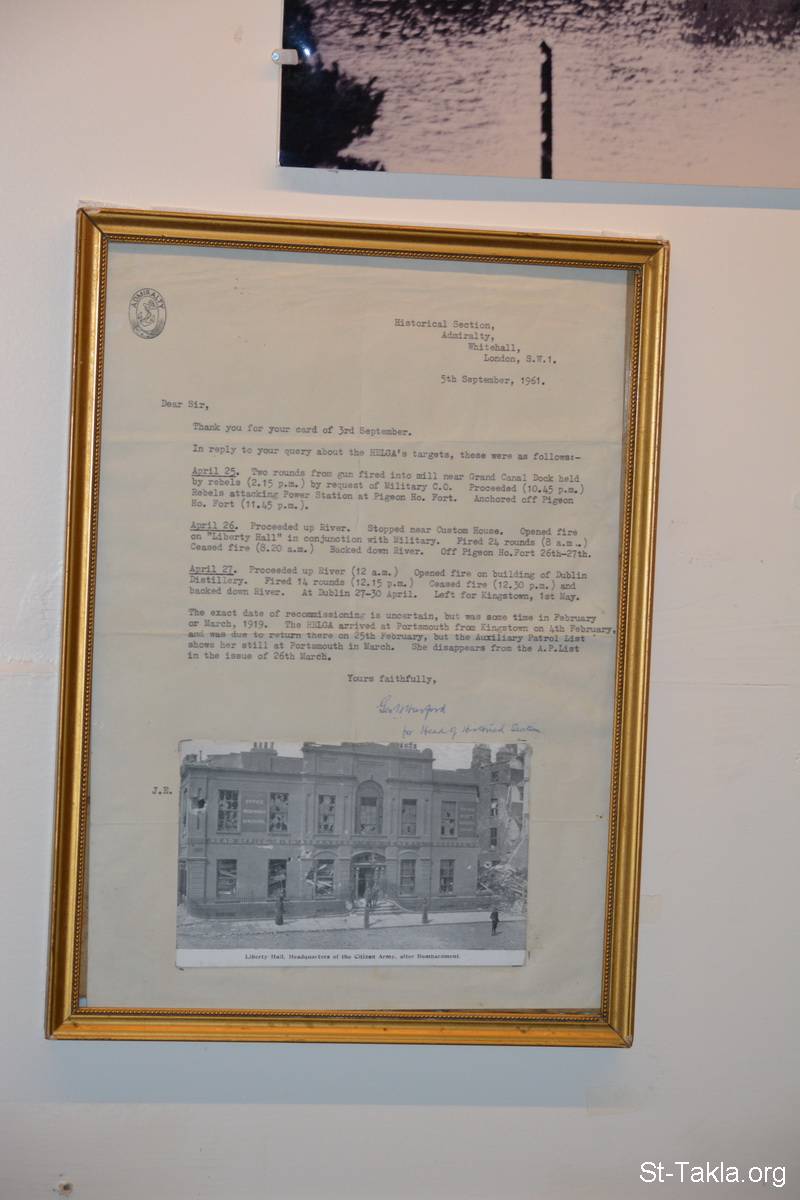 ADMIRALTY
Historical Section,
Admiralty,
Whitehall,
London, S.W.1.
5th September, 1961.
Dear Sir,
Thank you for your card of 3rd September.
In reply to your query about the HELGA's targets, these were as follows:-
April 25. Two rounds from gun fired into mill near Grand Canal Dock held
by rebels (2.15 p.m.) by request of Military C.O. Proceeded (10.45 p.m.)
Rebels attacking Power Station at Pigeon Ho. Fort. Anchored off Pigeon
Ho. Fort (11.45 p.m.).
April 26. Proceeded up River. Stopped near Custom House. Opened fire
on "Liberty Hall" in conjunction with Military. Fired 24 rounds (8 a.m..)
Ceased fire (8.20 a.m.) Backed down River. Off Pigeon Ho.Fort 26th-27th.
April 27. Proceeded up River (12 a.m.) Opened fire on building of Dublin
Distillery. Fired 14 rounds (12.15 p.m.) Ceased fire (12.30 p.m.) and
backed down River. At Dublin 27-30 April. Left for Kingstown, 1st May.
The exact date of recommissioning is uncertain, but was some time in February
or March, 1919. The HELGA arrived at Portsmouth from Kingstown on 4th February,
and was due to return there on 25th February, but the Auxiliary Patrol List
shows her still at Portsmouth in March. She disappears from the A.P.List
in the issue of 26th March.
Yours faithfully,
for Head of Historical Section
J.R.
Liberty Hall, Headquarters of the Citizen Army, after Bombardment.
St-Takla.org